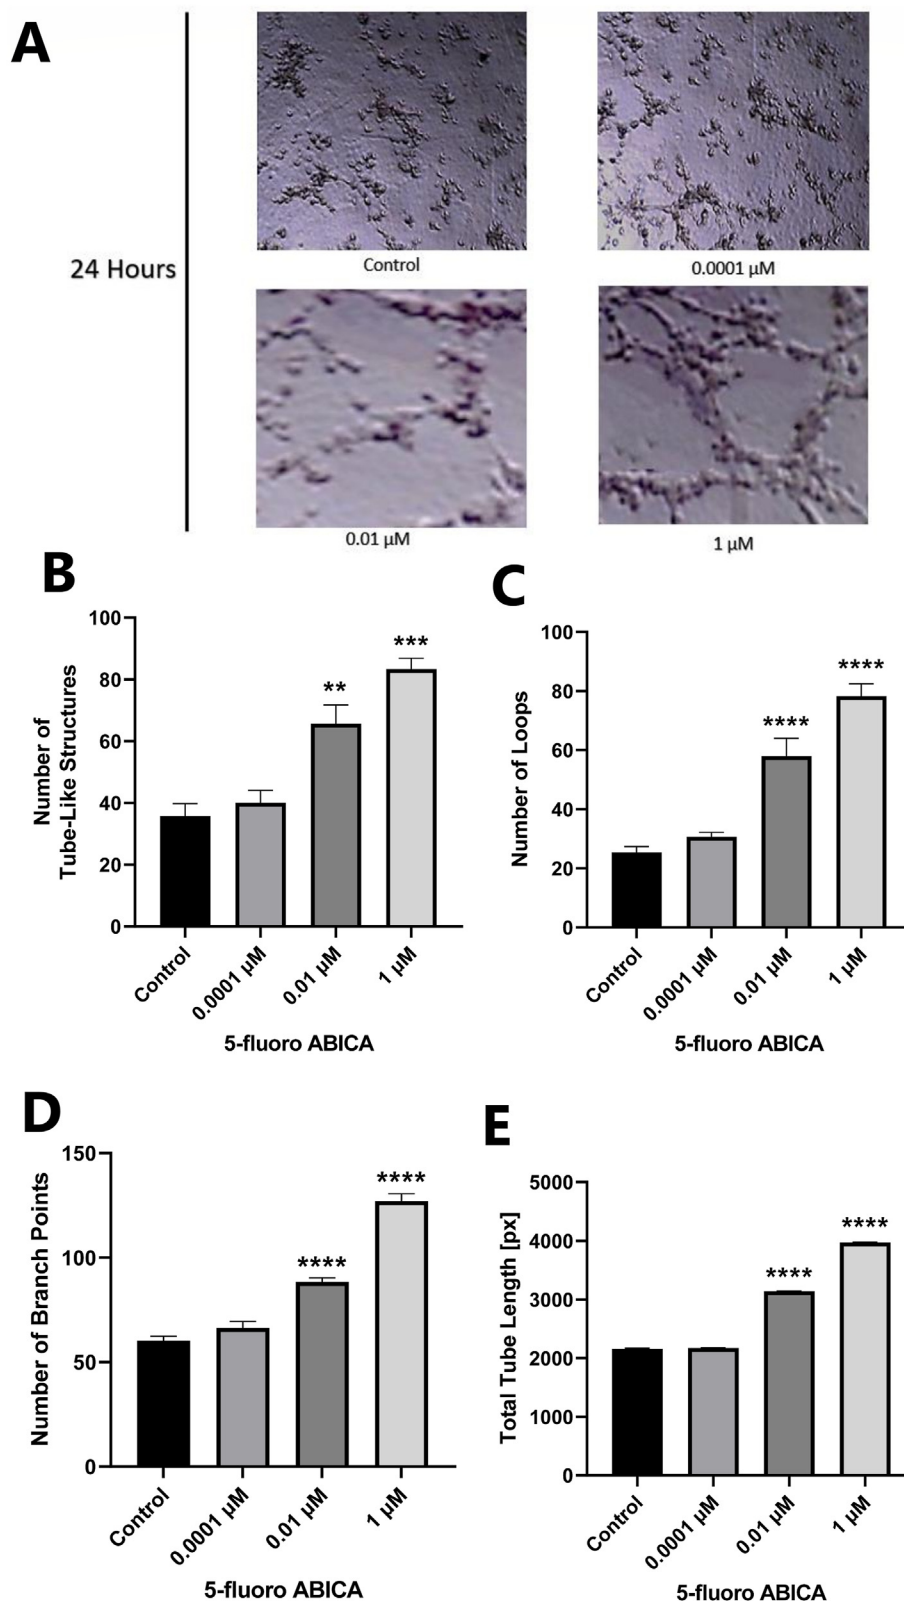 A
24 Hours
Control
0.0001 µM
0.01 µM
1 µM
B
Number of
Tube-Like Structures
100
80
60
40
20
0
**
***
Control
0.0001 µM
0.01 µM
1 µM
5-fluoro ABICA
C
Number of Loops
100
80
60
40
20
0
****
****
Control
0.0001 µM
0.01 µM
1 µM
5-fluoro ABICA
D
Number of Branch Points
150
100
50
0
****
****
Control
0.0001 µM
0.01 µM
1 µM
5-fluoro ABICA
E
Total Tube Length [px]
5000
4000
3000
2000
1000
0
****
****
Control
0.0001 µM
0.01 µM
1 µM
5-fluoro ABICA